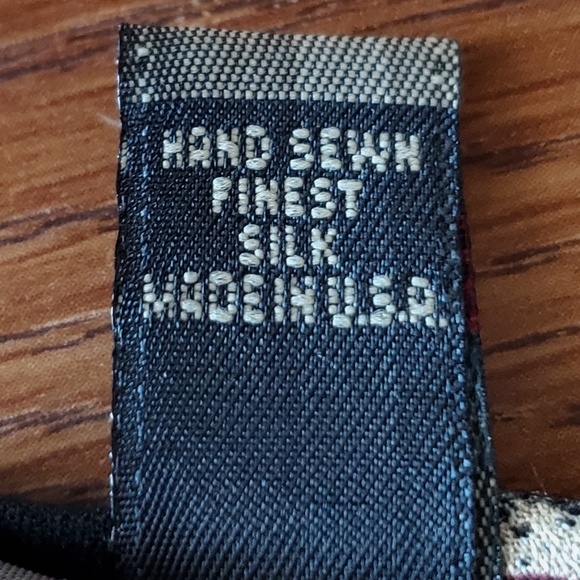 HAND SEWN
FINEST
SILK
MADE IN U.S.A.